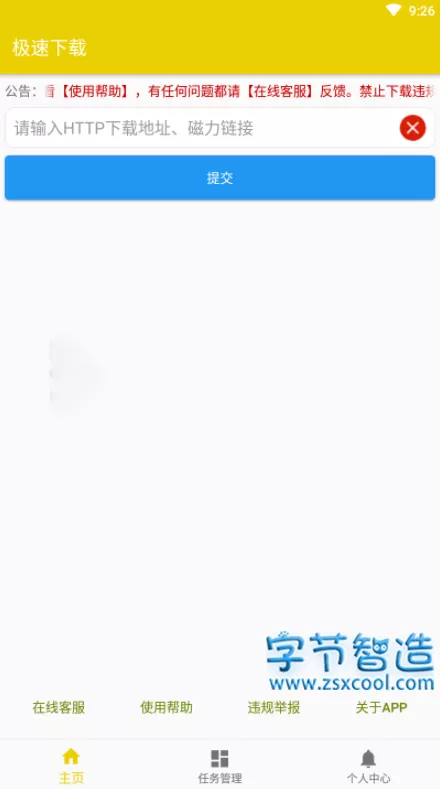 9:26
极速下载
公告：看【使用帮助】，有任何问题都请【在线客服】反馈。禁止下载违规
请输入HTTP下载地址、磁力链接
提交
字节智造
www.zsxcool.com
在线客服 使用帮助 违规举报 关于APP
主页 任务管理 个人中心